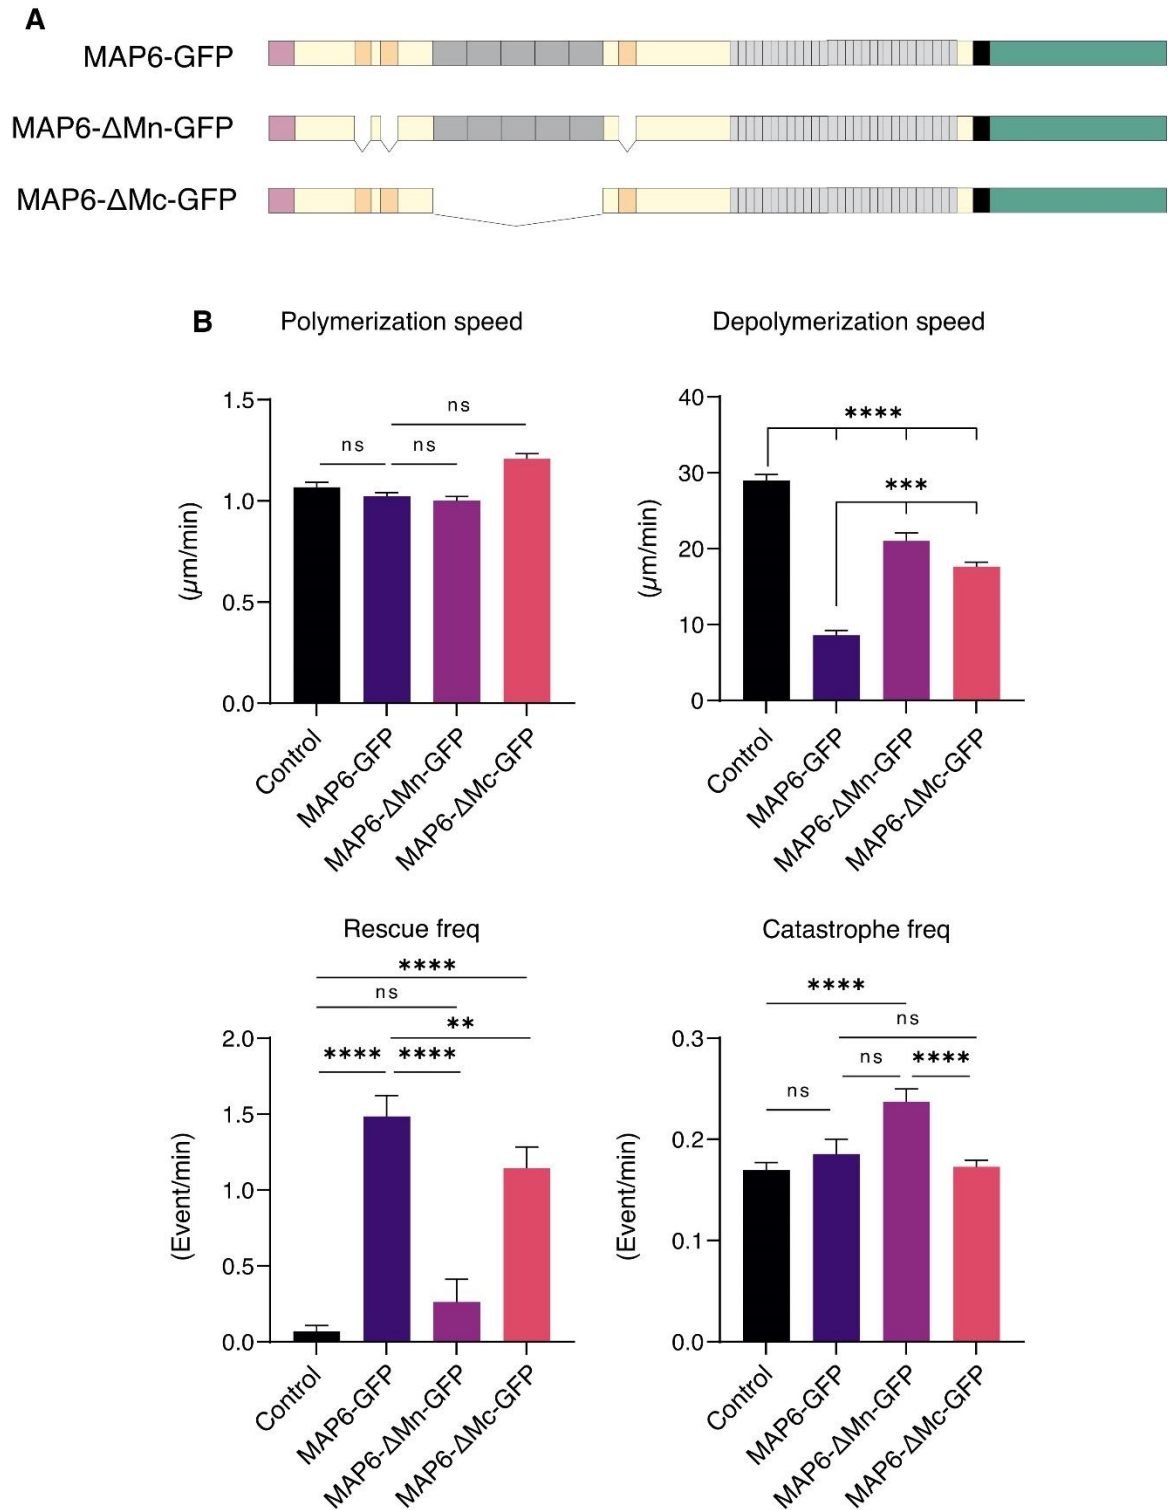 A
MAP6-GFP
MAP6-ΔMn-GFP
MAP6-ΔMc-GFP
B
Polymerization speed
(µm/min)
1.5
1.0
0.5
0.0
ns
ns
ns
Control
MAP6-GFP
MAP6-ΔMn-GFP
MAP6-ΔMc-GFP
Depolymerization speed
(µm/min)
40
30
20
10
0
****
***
Control
MAP6-GFP
MAP6-ΔMn-GFP
MAP6-ΔMc-GFP
Rescue freq
(Event/min)
2.0
1.5
1.0
0.5
0.0
****
ns
**
**** ****
Control
MAP6-GFP
MAP6-ΔMn-GFP
MAP6-ΔMc-GFP
Catastrophe freq
(Event/min)
0.3
0.2
0.1
0.0
****
ns
ns ****
ns
Control
MAP6-GFP
MAP6-ΔMn-GFP
MAP6-ΔMc-GFP